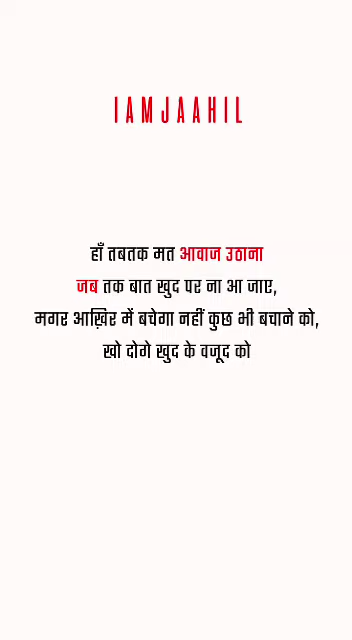 IAMJAAHIL
हाँ तबतक मत आवाज उठाना
जब तक बात खुद पर ना आ जाए,
मगर आख़िर में बचेगा नहीं कुछ भी बचाने को,
खो दोगे खुद के वजूद को